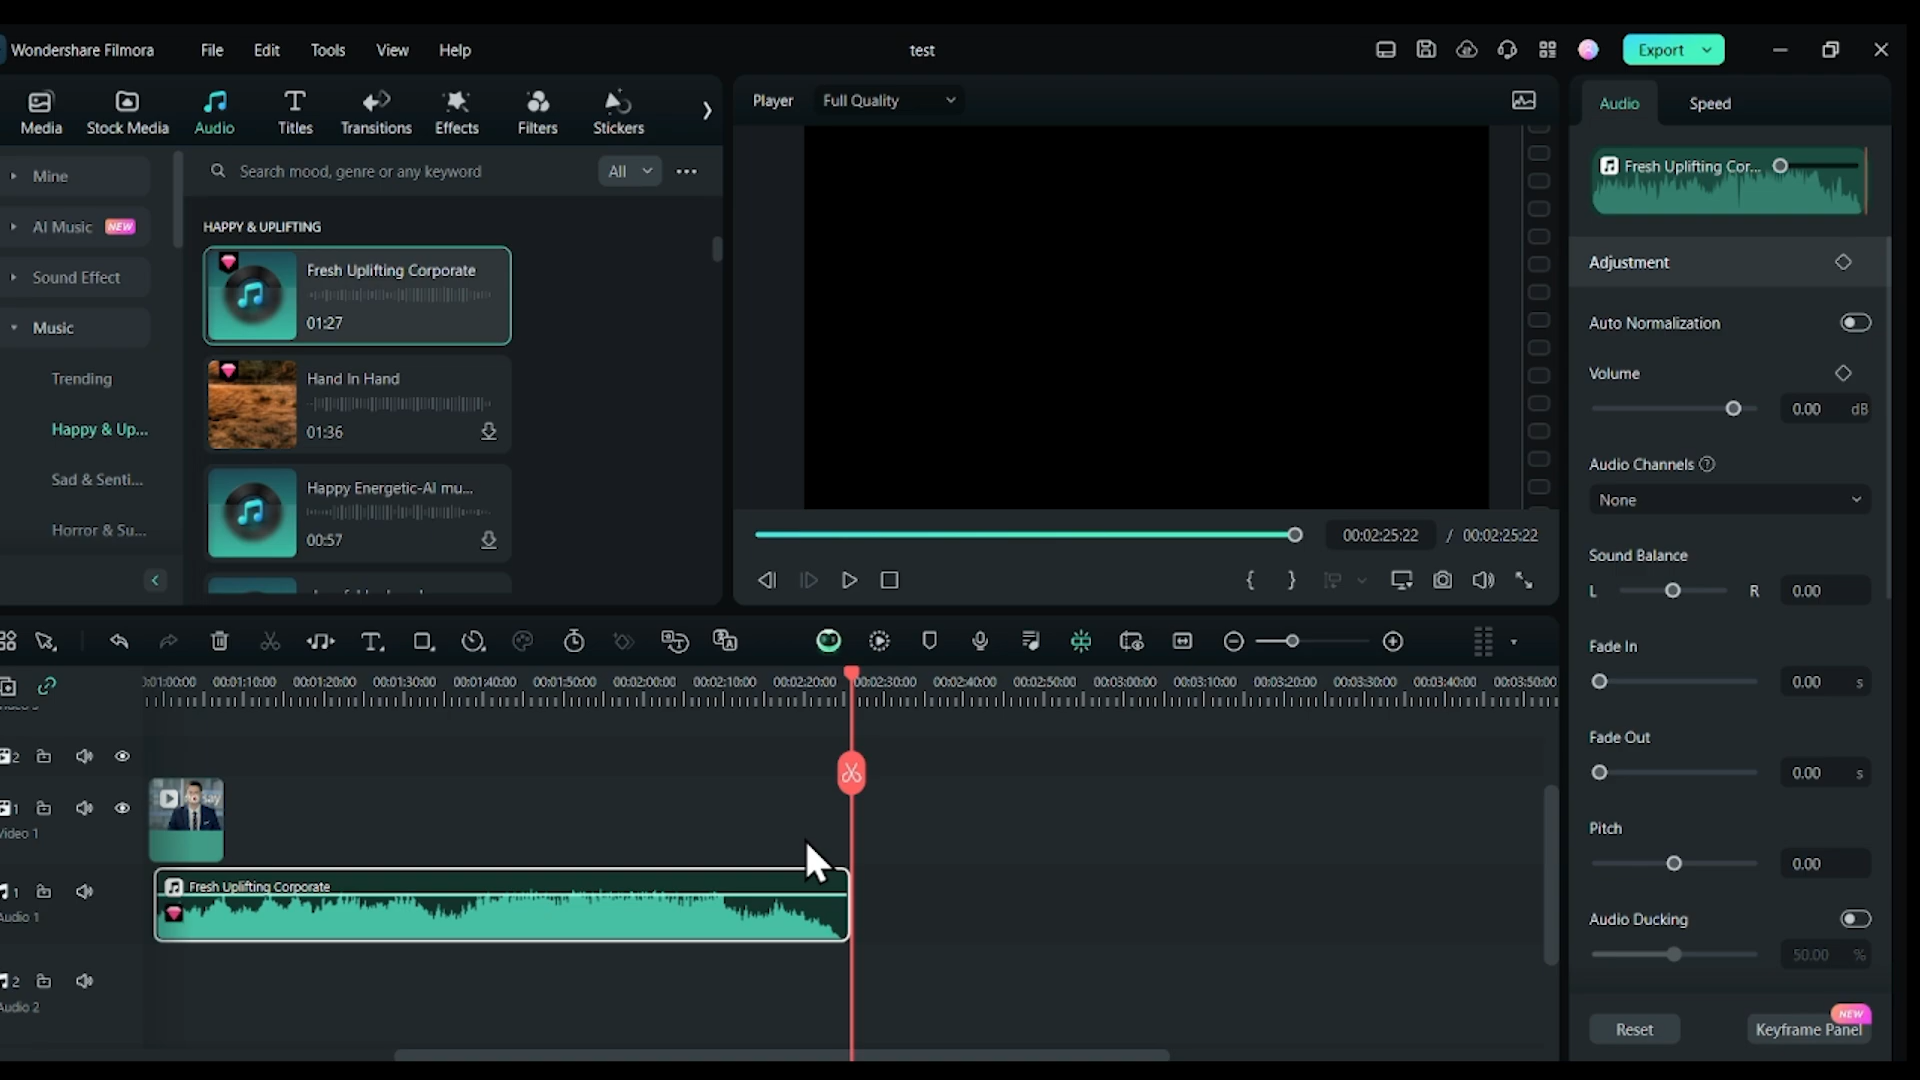 Wondershare Filmora File Edit Tools View Help test Export
Media Stock Media Audio Titles Transitions Effects Filters Stickers
Player Full Quality
Audio Speed
Mine
AI Music NEW
Sound Effect
Music
Trending
Happy & Up...
Sad & Senti...
Horror & Su...
Search mood, genre or any keyword All
HAPPY & UPLIFTING
Fresh Uplifting Corporate
01:27
Hand In Hand
01:36
Happy Energetic-AI mu...
00:57
00:02:25:22 / 00:02:25:22
Fresh Uplifting Cor...
Adjustment
Auto Normalization
Volume
0.00 dB
Audio Channels
None
Sound Balance
L R 0.00
Fade In
0.00 s
Fade Out
0.00 s
Pitch
0.00
Audio Ducking
50.00 %
Reset Keyframe Panel NEW
00:01:10:00 00:01:20:00 00:01:30:00 00:01:40:00 00:01:50:00 00:02:00:00 00:02:10:00 00:02:20:00 00:02:30:00 00:02:40:00 00:02:50:00 00:03:00:00 00:03:10:00 00:03:20:00 00:03:30:00 00:03:40:00 00:03:50:00
2
1
Video 1
Fresh Uplifting Corporate
1
Audio 1
2
Audio 2